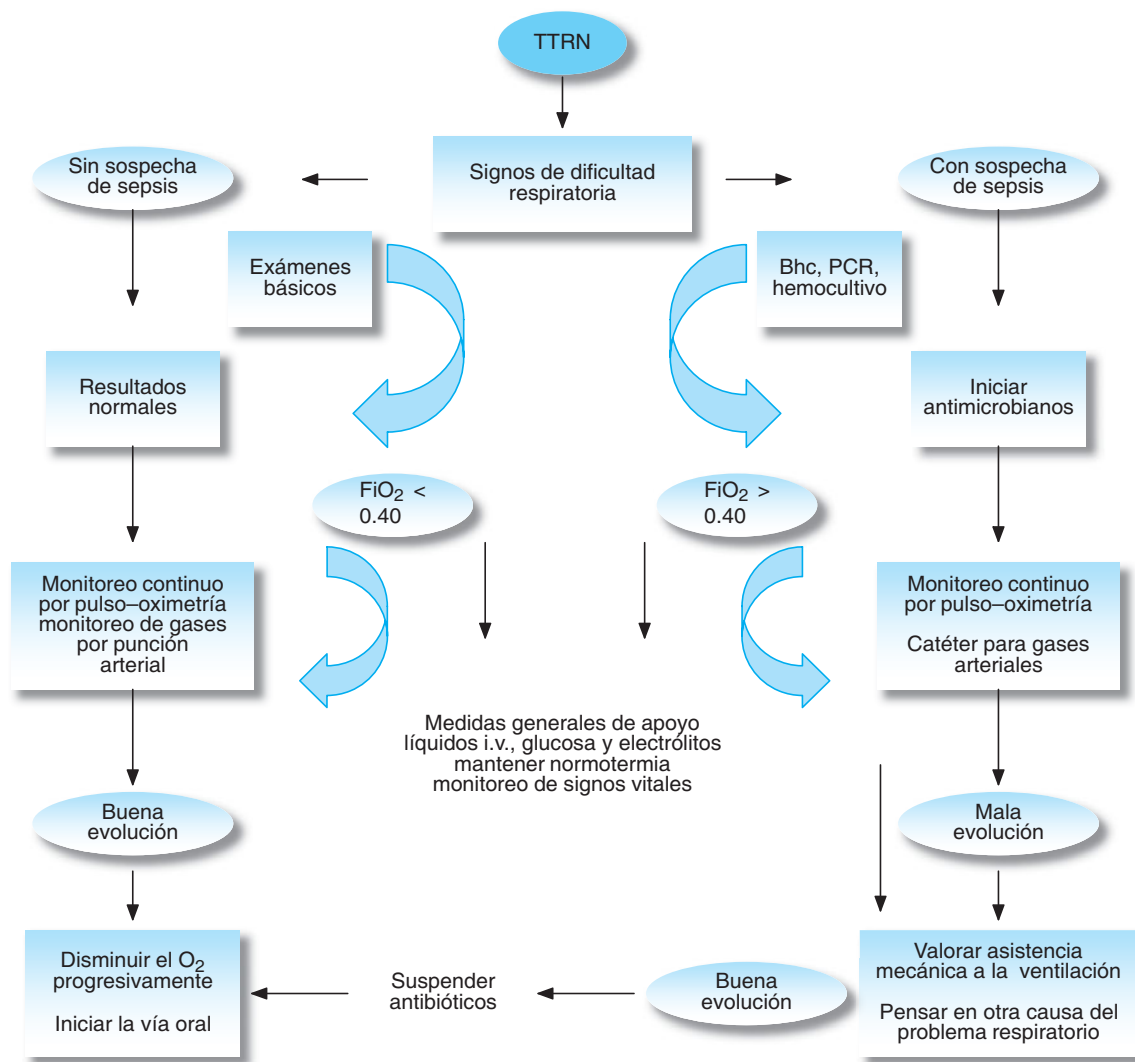 TTRN
Signos de dificultad
respiratoria
Sin sospecha
de sepsis
Con sospecha
de sepsis
Exámenes
básicos
Bhc, PCR,
hemocultivo
Resultados
normales
Iniciar
antimicrobianos
FiO2 <
0.40
FiO2 >
0.40
Monitoreo continuo
por pulso–oximetría
monitoreo de gases
por punción
arterial
Monitoreo continuo
por pulso–oximetría
Catéter para gases
arteriales
Medidas generales de apoyo
líquidos i.v., glucosa y electrólitos
mantener normotermia
monitoreo de signos vitales
Buena
evolución
Mala
evolución
Disminuir el O2
progresivamente
Iniciar la vía oral
Suspender
antibióticos
Buena
evolución
Valorar asistencia
mecánica a la ventilación
Pensar en otra causa del
problema respiratorio